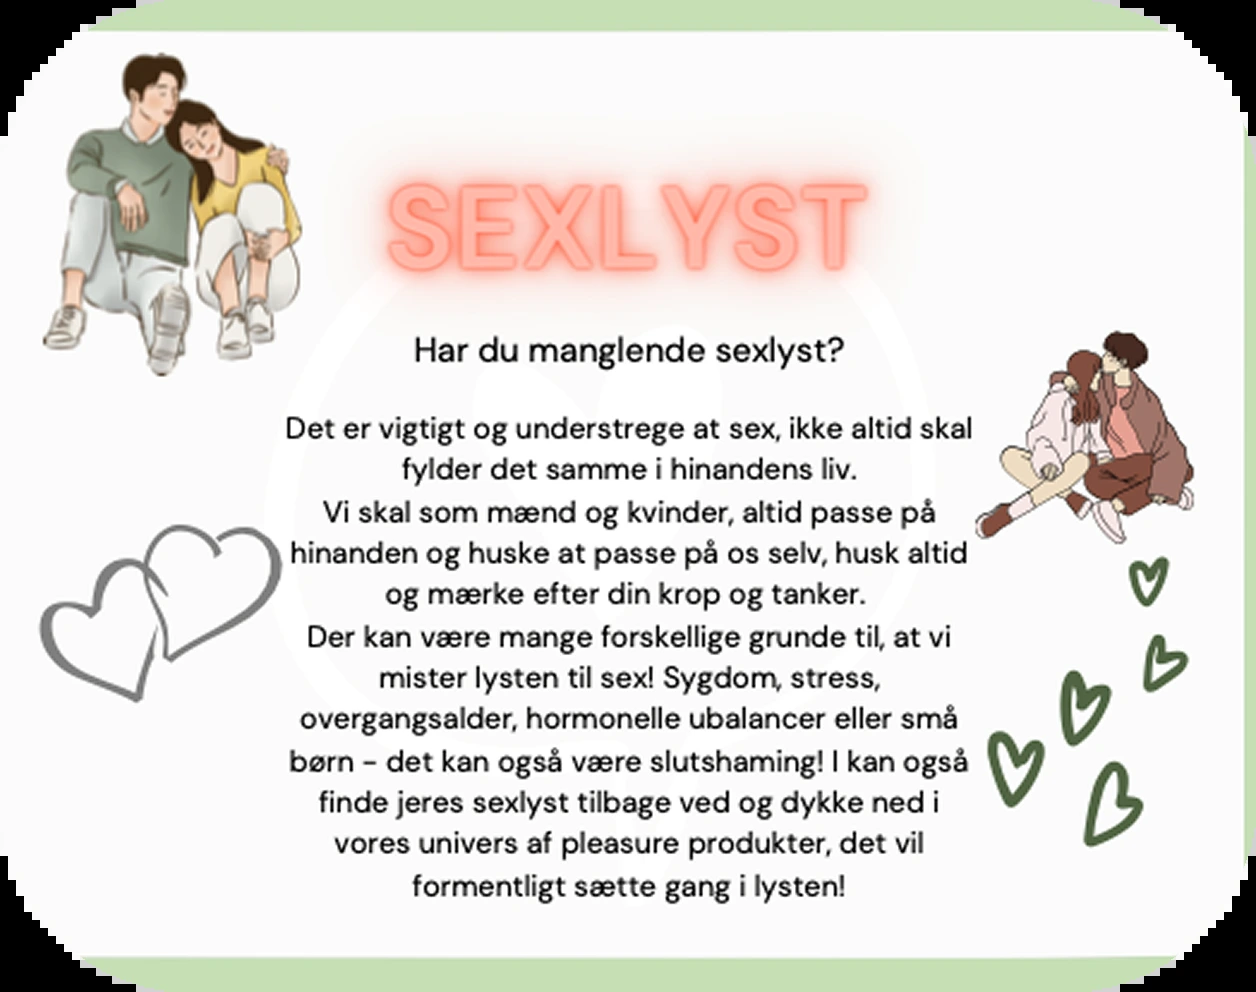 SEXLYST
Har du manglende sexlyst?
Det er vigtigt og understrege at sex, ikke altid skal
fylder det samme i hinandens liv.
Vi skal som mænd og kvinder, altid passe på
hinanden og huske at passe på os selv, husk altid
og mærke efter din krop og tanker.
Der kan være mange forskellige grunde til, at vi
mister lysten til sex! Sygdom, stress,
overgangsalder, hormonelle ubalancer eller små
børn - det kan også være slutshaming! I kan også
finde jeres sexlyst tilbage ved og dykke ned i
vores univers af pleasure produkter, det vil
formentligt sætte gang i lysten!